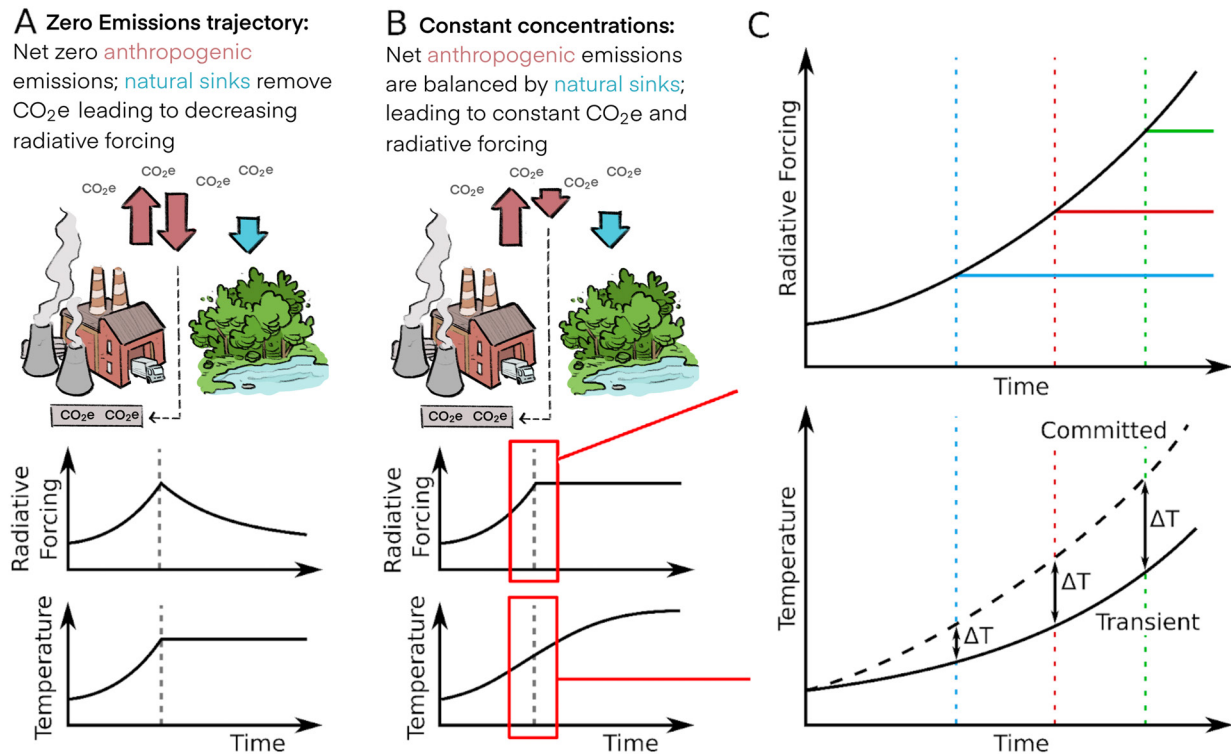 A Zero Emissions trajectory:
Net zero anthropogenic
emissions; natural sinks remove
CO₂e leading to decreasing
radiative forcing
CO₂e
CO₂e
CO₂e
CO₂e
CO₂e CO₂e
Radiative
Forcing
Temperature
Time
B Constant concentrations:
Net anthropogenic emissions
are balanced by natural sinks;
leading to constant CO₂e and
radiative forcing
CO₂e
CO₂e
CO₂e
CO₂e
CO₂e CO₂e
Radiative
Forcing
Temperature
Time
C
Radiative Forcing
Time
Temperature
Committed
ΔT
ΔT
ΔT
Transient
Time